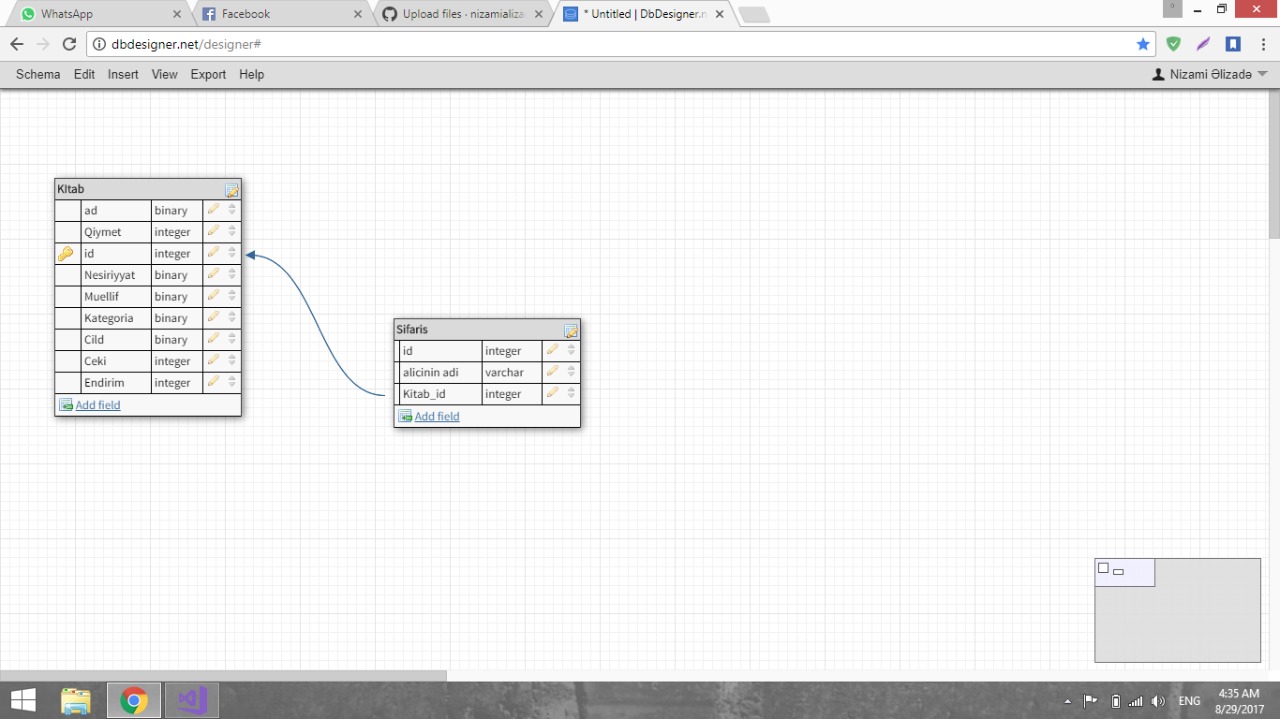 WhatsApp
Facebook
Upload files - nizamializa
* Untitled | DbDesigner.n
dbdesigner.net/designer#
Schema Edit Insert View Export Help
Nizami Əlizadə
KItab
ad binary
Qiymet integer
id integer
Nesiriyyat binary
Muellif binary
Kategoria binary
Cild binary
Ceki integer
Endirim integer
Add field
Sifaris
id integer
alicinin adi varchar
Kitab_id integer
Add field
ENG
4:35 AM
8/29/2017